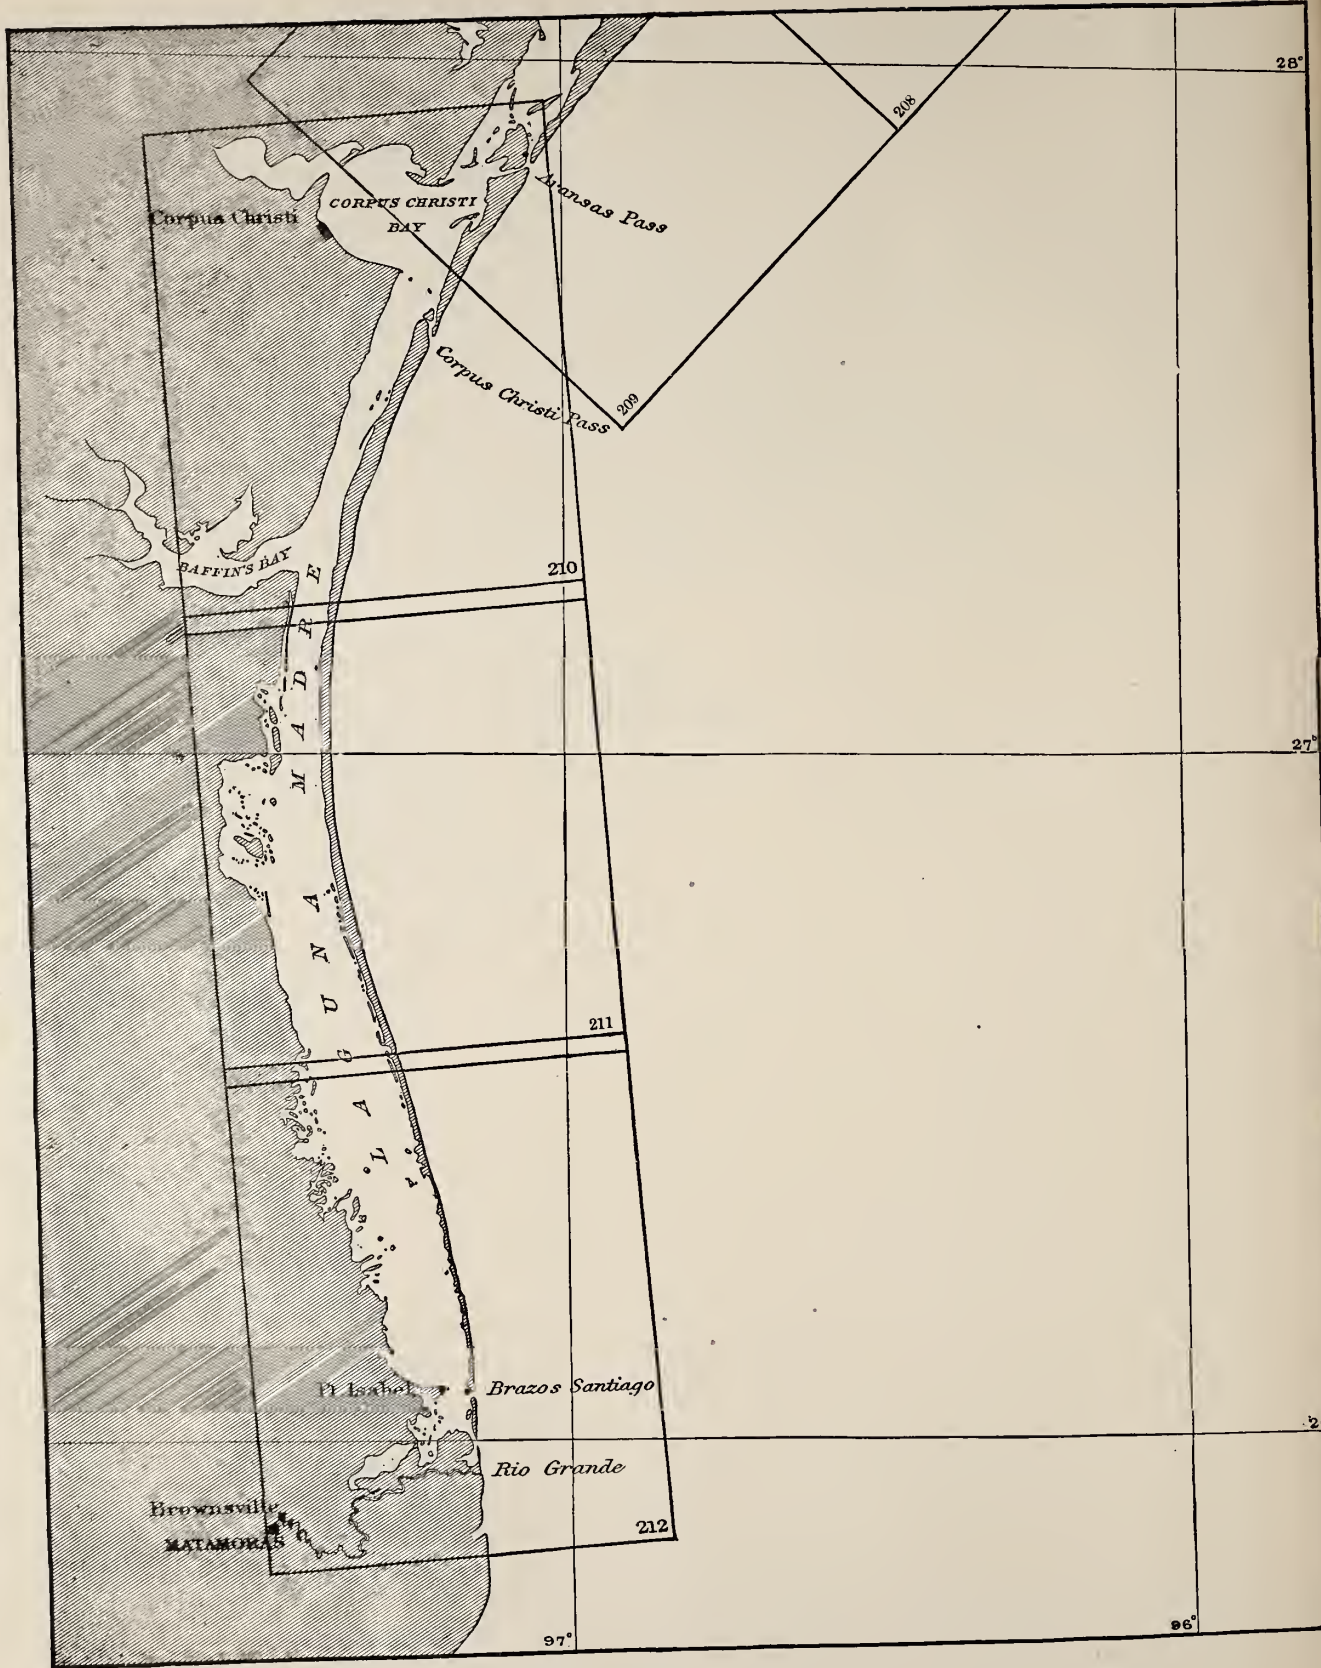 28°
208
Corpus Christi
CORPUS CHRISTI
BAY
Aransas Pass
Corpus Christi Pass
209
BAFFIN'S BAY
210
27°
LAGUNA MADRE
211
Pt. Isabel
Brazos Santiago
2
Rio Grande
Brownsville
MATAMORAS
212
97°
96°